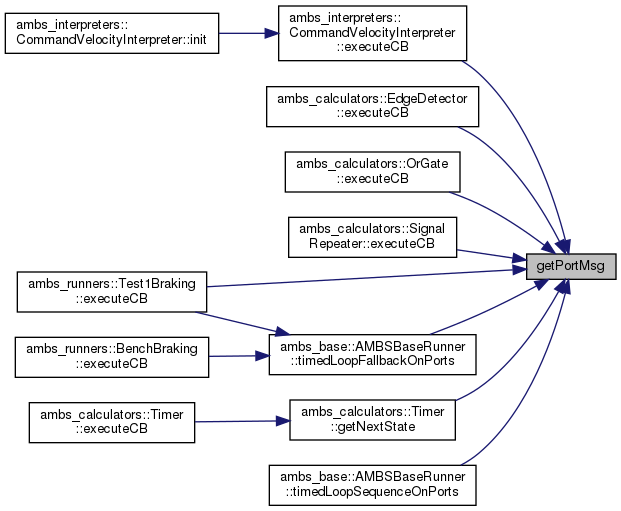 ambs_interpreters::
CommandVelocityInterpreter::init
ambs_interpreters::
CommandVelocityInterpreter
::executeCB
ambs_calculators::EdgeDetector
::executeCB
ambs_calculators::OrGate
::executeCB
ambs_calculators::Signal
Repeater::executeCB
getPortMsg
ambs_runners::Test1Braking
::executeCB
ambs_runners::BenchBraking
::executeCB
ambs_base::AMBSBaseRunner
::timedLoopFallbackOnPorts
ambs_calculators::Timer
::executeCB
ambs_calculators::Timer
::getNextState
ambs_base::AMBSBaseRunner
::timedLoopSequenceOnPorts